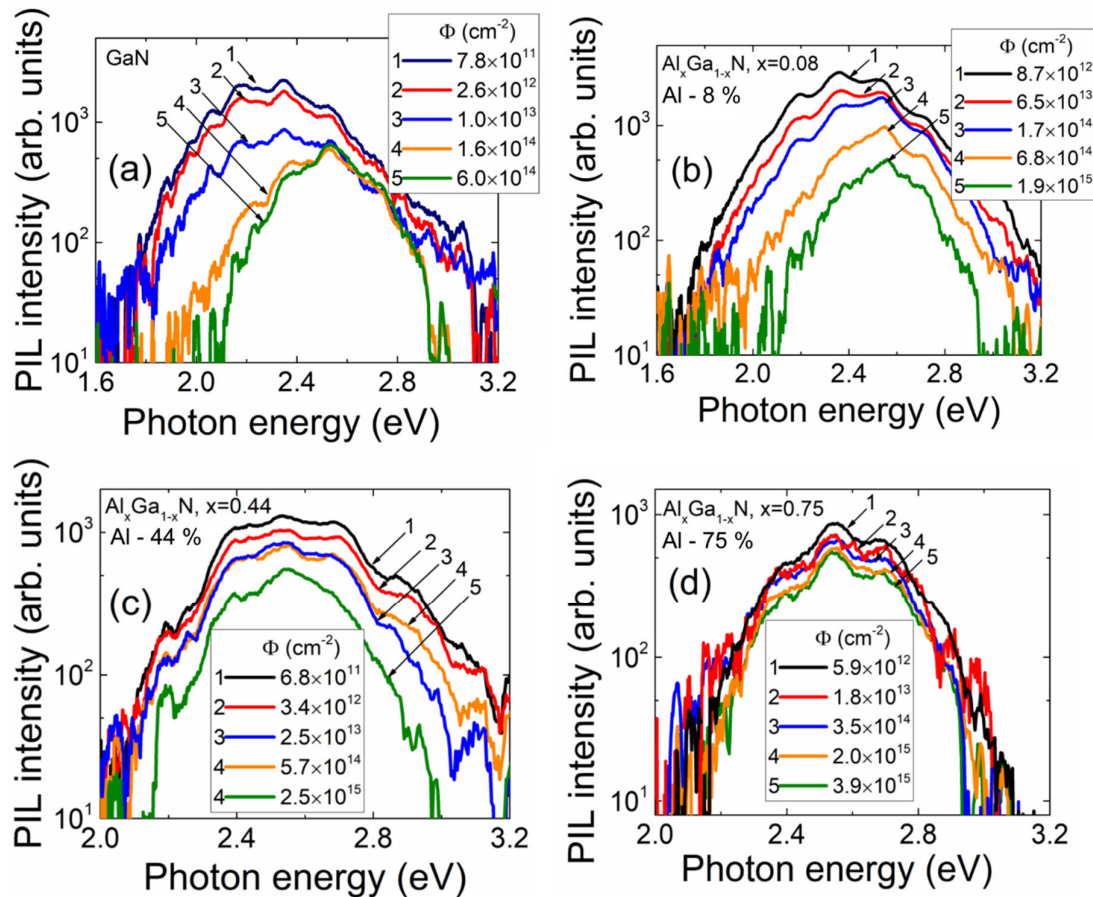 GaN
(a)
1
2
3
4
5
Φ (cm⁻²)
1 7.8×10¹¹
2 2.6×10¹²
3 1.0×10¹³
4 1.6×10¹⁴
5 6.0×10¹⁴
PIL intensity (arb. units)
10³
10²
10¹
1.6 2.0 2.4 2.8 3.2
Photon energy (eV)
AlₓGa₁₋ₓN, x=0.08
Al - 8 %
(b)
1
2
3
4
5
Φ (cm⁻²)
1 8.7×10¹²
2 6.5×10¹³
3 1.7×10¹⁴
4 6.8×10¹⁴
5 1.9×10¹⁵
PIL intensity (arb. units)
10³
10²
10¹
1.6 2.0 2.4 2.8 3.2
Photon energy (eV)
AlₓGa₁₋ₓN, x=0.44
Al - 44 %
(c)
1
2
3
4
5
Φ (cm⁻²)
1 6.8×10¹¹
2 3.4×10¹²
3 2.5×10¹³
4 5.7×10¹⁴
4 2.5×10¹⁵
PIL intensity (arb. units)
10³
10²
10¹
2.0 2.4 2.8 3.2
Photon energy (eV)
AlₓGa₁₋ₓN, x=0.75
Al - 75 %
(d)
1
2
3
4
5
Φ (cm⁻²)
1 5.9×10¹²
2 1.8×10¹³
3 3.5×10¹⁴
4 2.0×10¹⁵
5 3.9×10¹⁵
PIL intensity (arb. units)
10³
10²
10¹
2.0 2.4 2.8 3.2
Photon energy (eV)